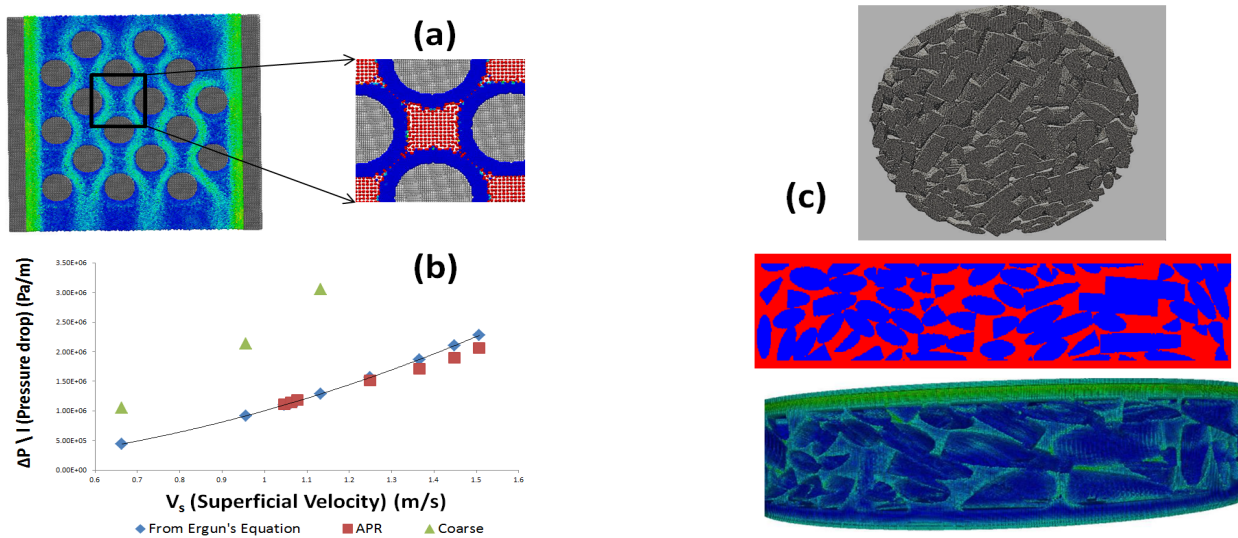 (a)
(b)
3.50E+06
3.00E+06
2.50E+06
2.00E+06
1.50E+06
1.00E+06
5.00E+05
0.00E+00
ΔP \ l (Pressure drop) (Pa/m)
0.6 0.7 0.8 0.9 1 1.1 1.2 1.3 1.4 1.5 1.6
Vs (Superficial Velocity) (m/s)
From Ergun's Equation APR Coarse
(c)